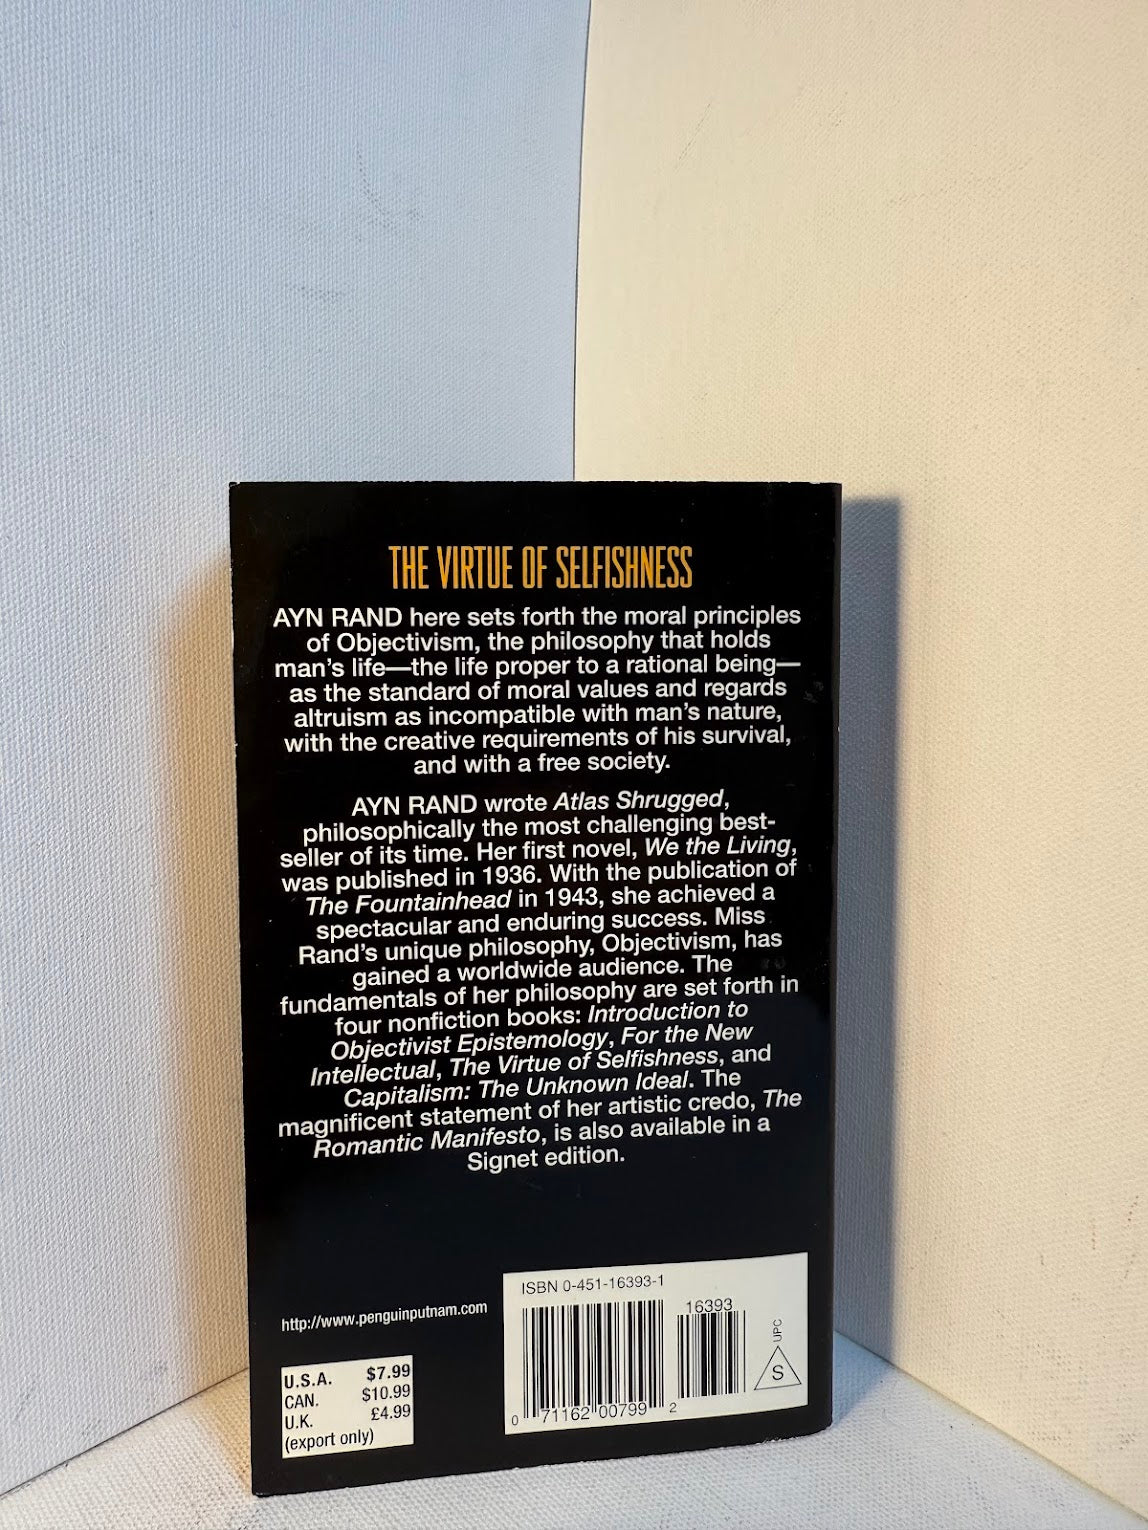 THE VIRTUE OF SELFISHNESS
AYN RAND here sets forth the moral principles
of Objectivism, the philosophy that holds
man's life—the life proper to a rational being—
as the standard of moral values and regards
altruism as incompatible with man's nature,
with the creative requirements of his survival,
and with a free society.
AYN RAND wrote Atlas Shrugged,
philosophically the most challenging best-
seller of its time. Her first novel, We the Living,
was published in 1936. With the publication of
The Fountainhead in 1943, she achieved a
spectacular and enduring success. Miss
Rand's unique philosophy, Objectivism, has
gained a worldwide audience. The
fundamentals of her philosophy are set forth in
four nonfiction books: Introduction to
Objectivist Epistemology, For the New
Intellectual, The Virtue of Selfishness, and
Capitalism: The Unknown Ideal. The
magnificent statement of her artistic credo, The
Romantic Manifesto, is also available in a
Signet edition.
http://www.penguinputnam.com
U.S.A. $7.99
CAN. $10.99
U.K. £4.99
(export only)
ISBN 0-451-16393-1
16393
0 71162 00799 2
UPC
S